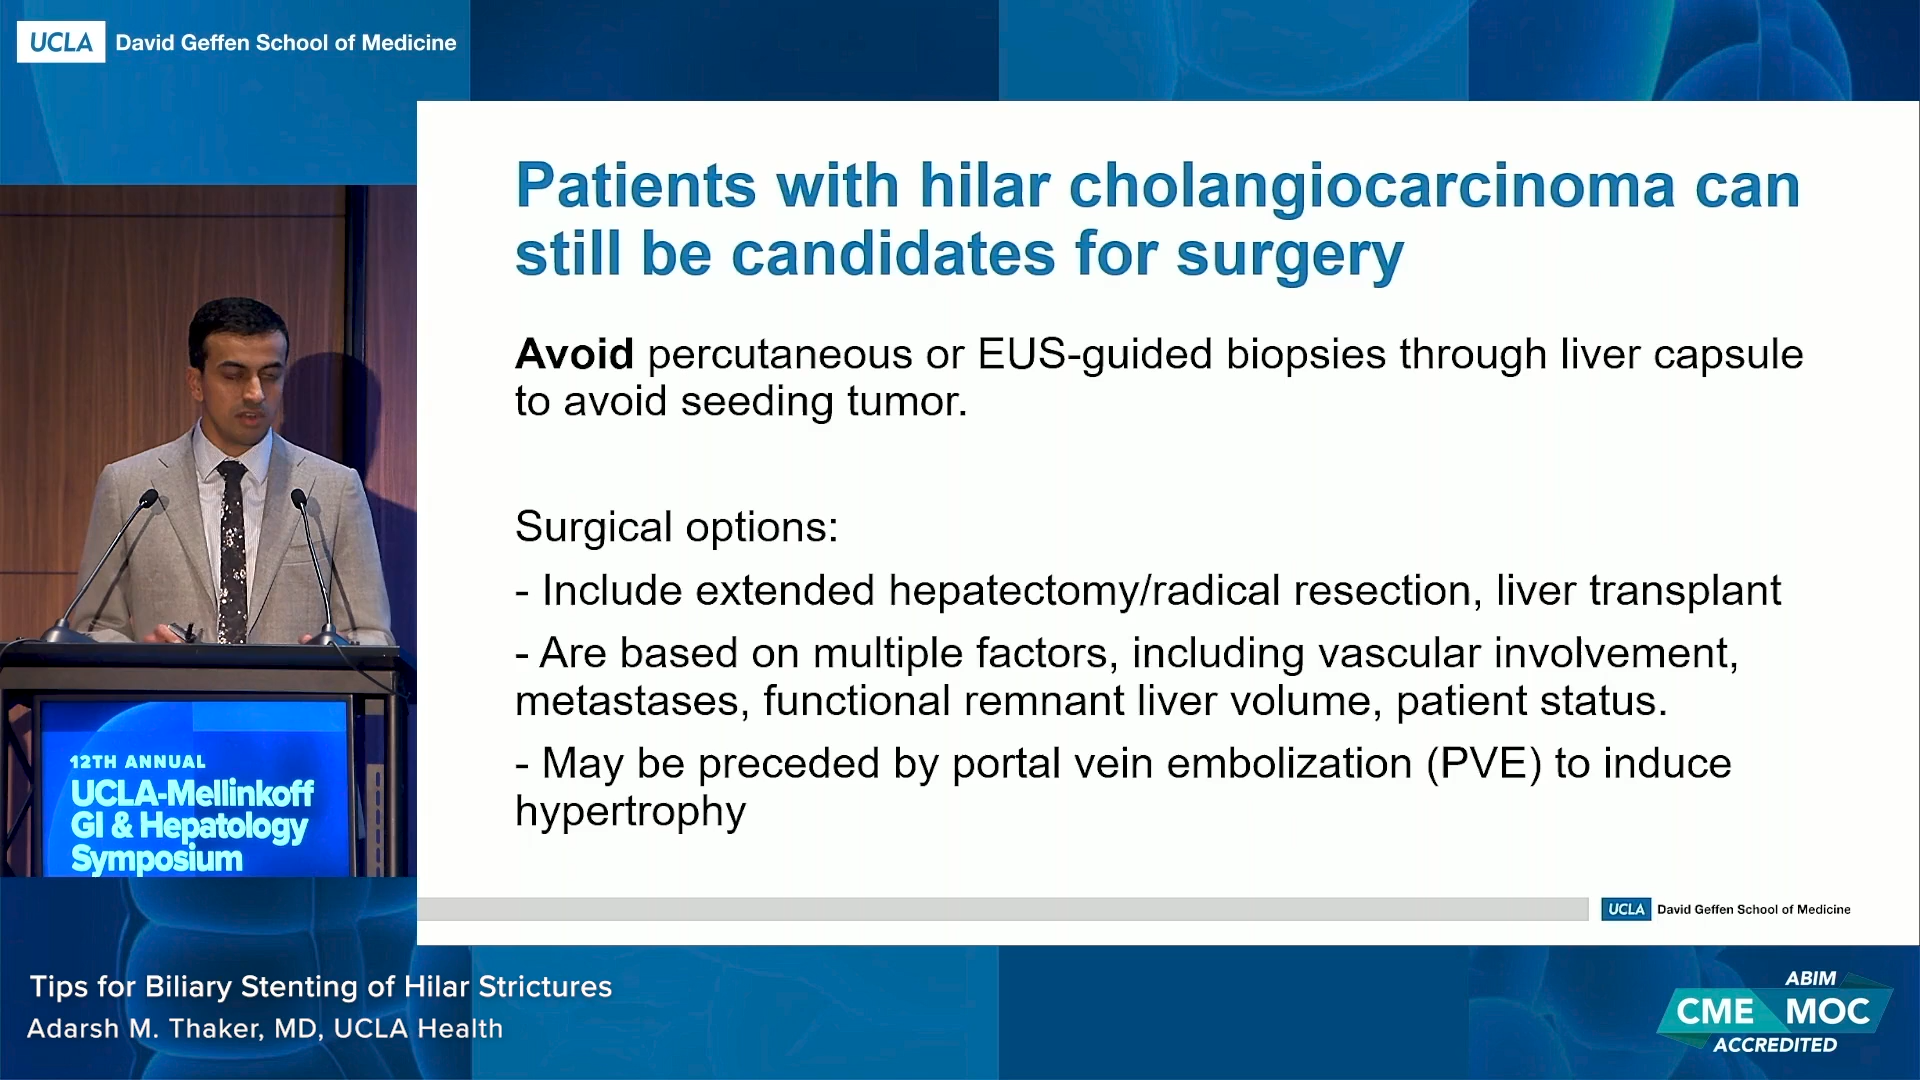 UCLA David Geffen School of Medicine
Patients with hilar cholangiocarcinoma can
still be candidates for surgery
Avoid percutaneous or EUS-guided biopsies through liver capsule
to avoid seeding tumor.
Surgical options:
- Include extended hepatectomy/radical resection, liver transplant
- Are based on multiple factors, including vascular involvement,
metastases, functional remnant liver volume, patient status.
- May be preceded by portal vein embolization (PVE) to induce
hypertrophy
UCLA David Geffen School of Medicine
12TH ANNUAL
UCLA-Mellinkoff
GI & Hepatology
Symposium
Tips for Biliary Stenting of Hilar Strictures
Adarsh M. Thaker, MD, UCLA Health
ABIM
CME MOC
ACCREDITED